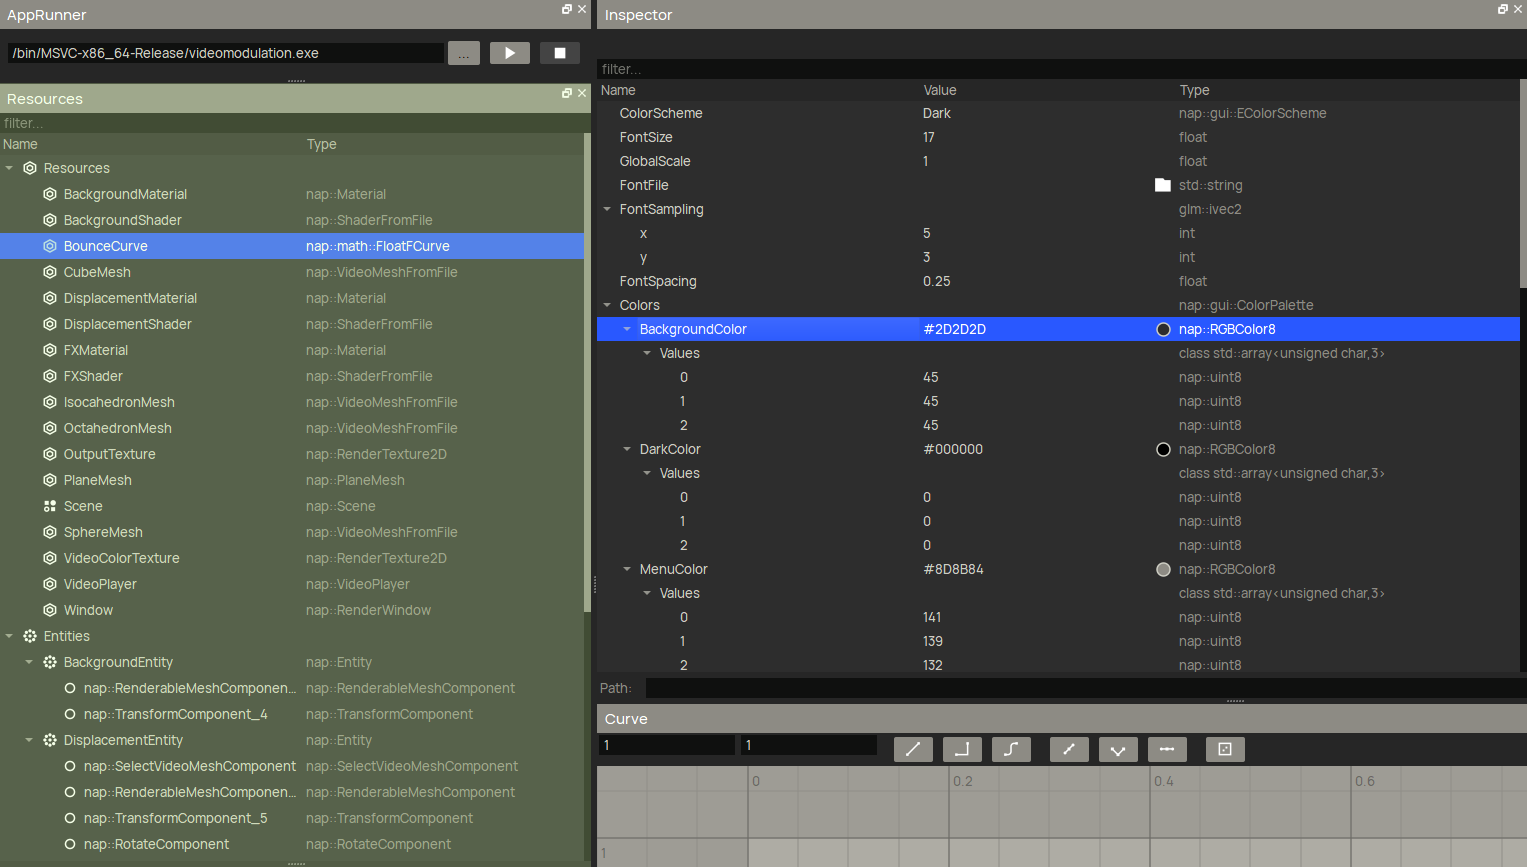 AppRunner
/bin/MSVC-x86_64-Release/videomodulation.exe ...
Resources
filter...
Name Type
Resources
BackgroundMaterial nap::Material
BackgroundShader nap::ShaderFromFile
BounceCurve nap::math::FloatFCurve
CubeMesh nap::VideoMeshFromFile
DisplacementMaterial nap::Material
DisplacementShader nap::ShaderFromFile
FXMaterial nap::Material
FXShader nap::ShaderFromFile
IsocahedronMesh nap::VideoMeshFromFile
OctahedronMesh nap::VideoMeshFromFile
OutputTexture nap::RenderTexture2D
PlaneMesh nap::PlaneMesh
Scene nap::Scene
SphereMesh nap::VideoMeshFromFile
VideoColorTexture nap::RenderTexture2D
VideoPlayer nap::VideoPlayer
Window nap::RenderWindow
Entities
BackgroundEntity nap::Entity
nap::RenderableMeshComponen... nap::RenderableMeshComponent
nap::TransformComponent_4 nap::TransformComponent
DisplacementEntity nap::Entity
nap::SelectVideoMeshComponent nap::SelectVideoMeshComponent
nap::RenderableMeshComponen... nap::RenderableMeshComponent
nap::TransformComponent_5 nap::TransformComponent
nap::RotateComponent nap::RotateComponent
Inspector
filter...
Name Value Type
ColorScheme Dark nap::gui::EColorScheme
FontSize 17 float
GlobalScale 1 float
FontFile std::string
FontSampling glm::ivec2
x 5 int
y 3 int
FontSpacing 0.25 float
Colors nap::gui::ColorPalette
BackgroundColor #2D2D2D nap::RGBColor8
Values class std::array<unsigned char,3>
0 45 nap::uint8
1 45 nap::uint8
2 45 nap::uint8
DarkColor #000000 nap::RGBColor8
Values class std::array<unsigned char,3>
0 0 nap::uint8
1 0 nap::uint8
2 0 nap::uint8
MenuColor #8D8B84 nap::RGBColor8
Values class std::array<unsigned char,3>
0 141 nap::uint8
1 139 nap::uint8
2 132 nap::uint8
Path:
Curve
1 1
0 0.2 0.4 0.6
1